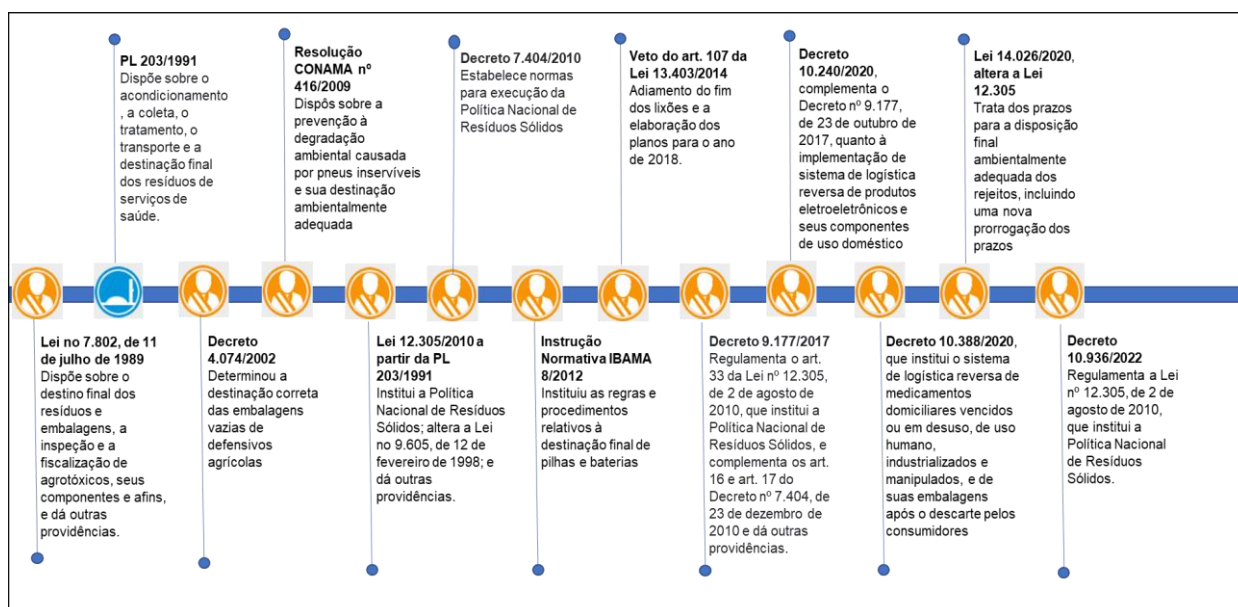 PL 203/1991
Dispõe sobre o
acondicionamento
, a coleta, o
tratamento, o
transporte e a
destinação final
dos resíduos de
serviços de
saúde.
Resolução
CONAMA nº
416/2009
Dispôs sobre a
prevenção à
degradação
ambiental causada
por pneus inservíveis
e sua destinação
ambientalmente
adequada
Decreto 7.404/2010
Estabelece normas
para execução da
Política Nacional de
Resíduos Sólidos
Veto do art. 107 da
Lei 13.403/2014
Adiamento do fim
dos lixões e a
elaboração dos
planos para o ano
de 2018.
Decreto
10.240/2020,
complementa o
Decreto nº 9.177,
de 23 de outubro de
2017, quanto à
implementação de
sistema de logística
reversa de produtos
eletroeletrônicos e
seus componentes
de uso doméstico
Lei 14.026/2020,
altera a Lei
12.305
Trata dos prazos
para a disposição
final
ambientalmente
adequada dos
rejeitos, incluindo
uma nova
prorrogação dos
prazos
Lei no 7.802, de 11
de julho de 1989
Dispõe sobre o
destino final dos
resíduos e
embalagens, a
inspeção e a
fiscalização de
agrotóxicos, seus
componentes e afins,
e dá outras
providências.
Decreto
4.074/2002
Determinou a
destinação correta
das embalagens
vazias de
defensivos
agrícolas
Lei 12.305/2010 a
partir da PL
203/1991
Institui a Política
Nacional de Resíduos
Sólidos; altera a Lei
no 9.605, de 12 de
fevereiro de 1998; e
dá outras
providências.
Instrução
Normativa IBAMA
8/2012
Instituiu as regras e
procedimentos
relativos à
destinação final de
pilhas e baterias
Decreto 9.177/2017
Regulamenta o art.
33 da Lei nº 12.305,
de 2 de agosto de
2010, que institui a
Política Nacional de
Resíduos Sólidos, e
complementa os art.
16 e art. 17 do
Decreto nº 7.404, de
23 de dezembro de
2010 e dá outras
providências.
Decreto 10.388/2020,
que institui o sistema
de logística reversa de
medicamentos
domiciliares vencidos
ou em desuso, de uso
humano,
industrializados e
manipulados, e de
suas embalagens
após o descarte pelos
consumidores
Decreto
10.936/2022
Regulamenta a Lei
nº 12.305, de 2 de
agosto de 2010,
que institui a
Política Nacional
de Resíduos
Sólidos.